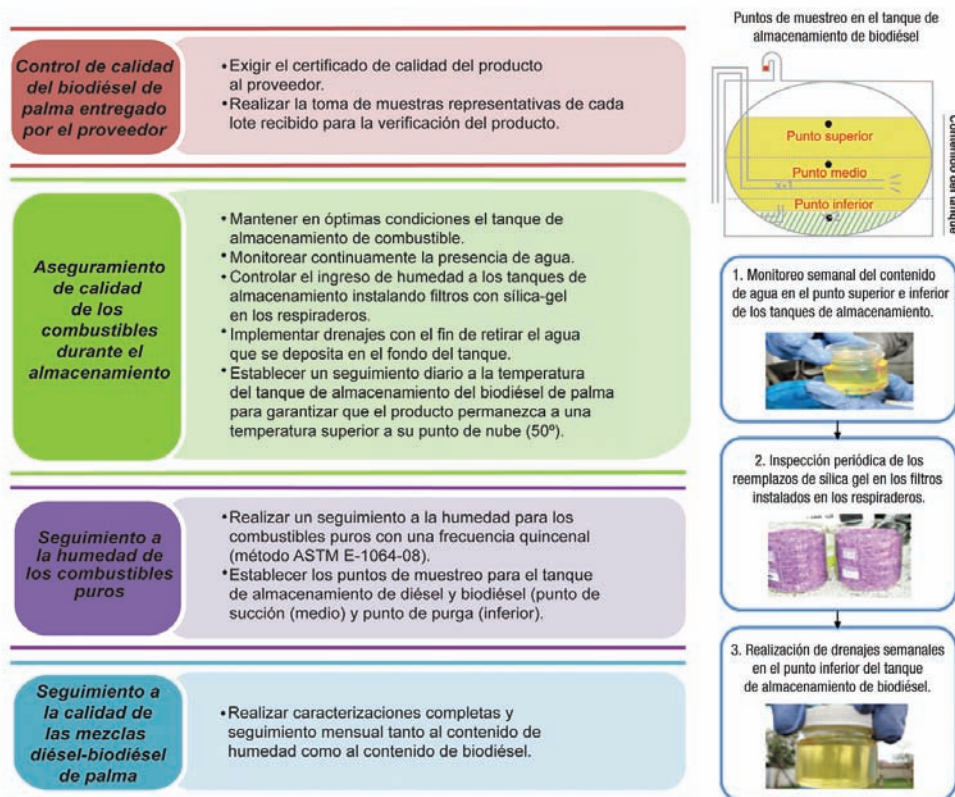 Control de calidad
del biodiésel de
palma entregado
por el proveedor
• Exigir el certificado de calidad del producto
al proveedor.
• Realizar la toma de muestras representativas de cada
lote recibido para la verificación del producto.
Aseguramiento
de calidad
de los
combustibles
durante el
almacenamiento
• Mantener en óptimas condiciones el tanque de
almacenamiento de combustible.
• Monitorear continuamente la presencia de agua.
• Controlar el ingreso de humedad a los tanques de
almacenamiento instalando filtros con sílica-gel
en los respiraderos.
• Implementar drenajes con el fin de retirar el agua
que se deposita en el fondo del tanque.
• Establecer un seguimiento diario a la temperatura
del tanque de almacenamiento del biodiésel de palma
para garantizar que el producto permanezca a una
temperatura superior a su punto de nube (50º).
Seguimiento a
la humedad de
los combustibles
puros
• Realizar un seguimiento a la humedad para los
combustibles puros con una frecuencia quincenal
(método ASTM E-1064-08).
• Establecer los puntos de muestreo para el tanque
de almacenamiento de diésel y biodiésel (punto de
succión (medio) y punto de purga (inferior).
Seguimiento a
la calidad de
las mezclas
diésel-biodiésel
de palma
• Realizar caracterizaciones completas y
seguimiento mensual tanto al contenido de
humedad como al contenido de biodiésel.
Puntos de muestreo en el tanque de
almacenamiento de biodiésel
Punto superior
Punto medio
Punto inferior
Contenido del tanque
1. Monitoreo semanal del contenido
de agua en el punto superior e inferior
de los tanques de almacenamiento.
2. Inspección periódica de los
reemplazos de sílica gel en los filtros
instalados en los respiraderos.
3. Realización de drenajes semanales
en el punto inferior del tanque
de almacenamiento de biodiésel.